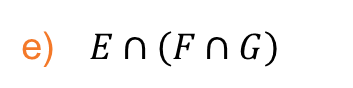 e) E ∩ (F ∩ G)